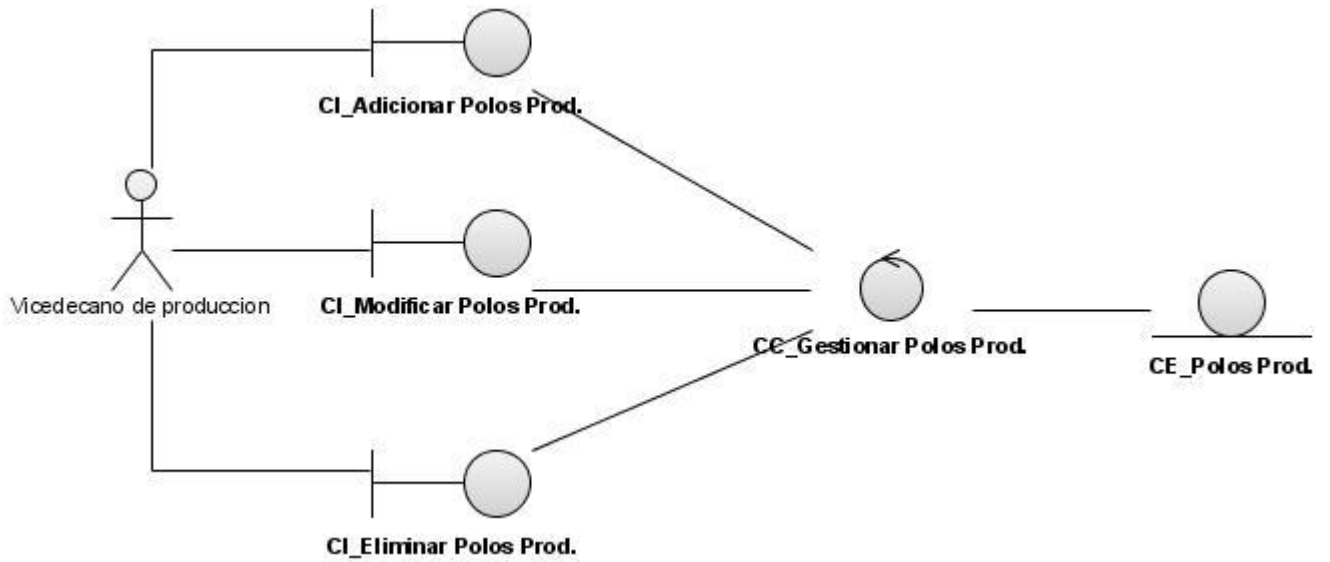 CI_Adicionar Polos Prod.
Vicedecano de produccion
CI_Modificar Polos Prod.
CC_Gestionar Polos Prod.
CE_Polos Prod.
CI_Eliminar Polos Prod.